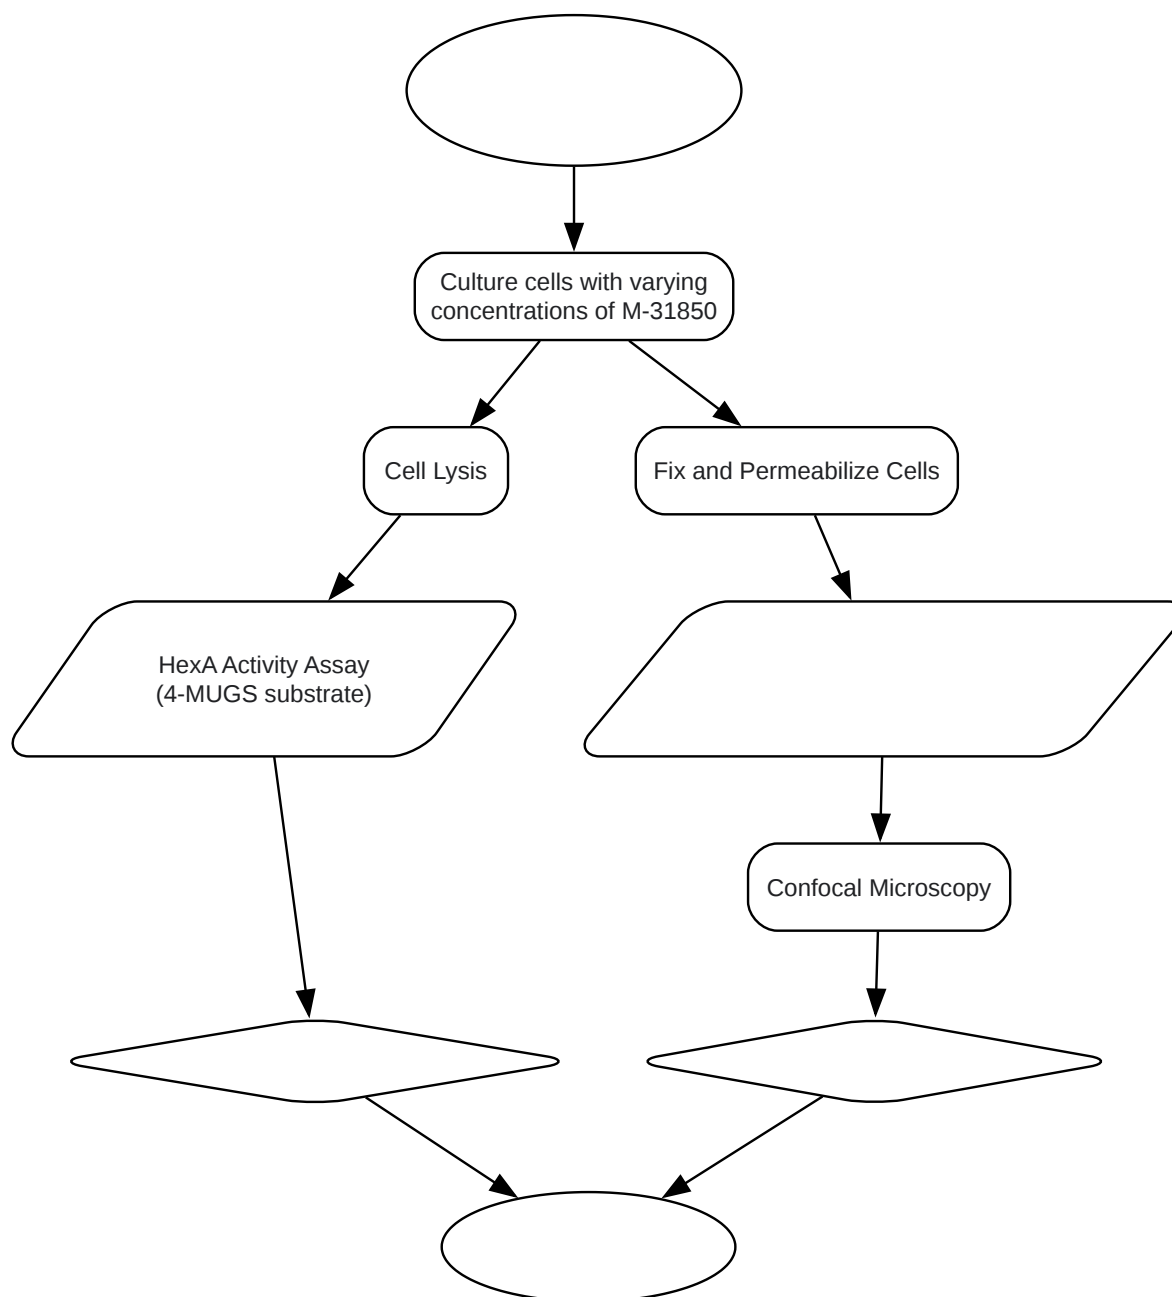 Culture cells with varying
concentrations of M-31850
Cell Lysis
Fix and Permeabilize Cells
HexA Activity Assay
(4-MUGS substrate)
Confocal Microscopy